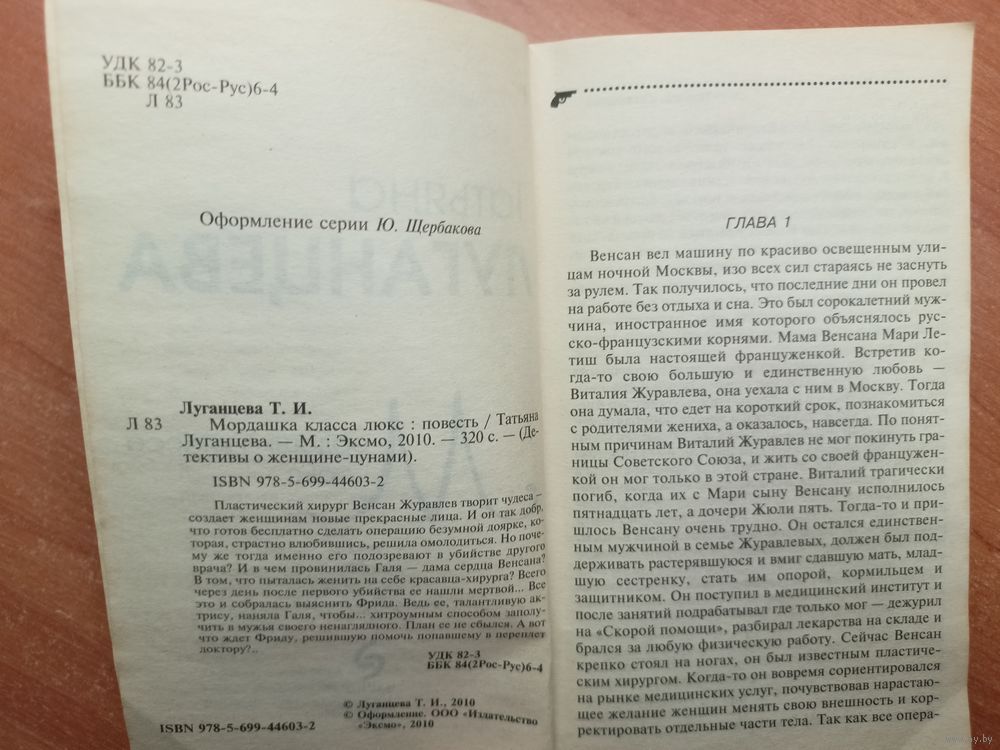 УДК 82-3
ББК 84(2Рос-Рус)6-4
Л 83
Оформление серии Ю. Щербакова
Луганцева Т. И.
Л 83 Мордашка класса люкс : повесть / Татьяна
Луганцева. — М. : Эксмо, 2010. — 320 с. — (Де-
тективы о женщине-цунами).
ISBN 978-5-699-44603-2
Пластический хирург Венсан Журавлев творит чудеса –
создает женщинам новые прекрасные лица. И он так добр,
что готов бесплатно сделать операцию безумной доярке, ко-
торая, страстно влюбившись, решила омолодиться. Но поче-
му же тогда именно его подозревают в убийстве другого
врача? И в чем провинилась Галя – дама сердца Венсана?
В том, что пыталась женить на себе красавца-хирурга? Всего
через день после первого убийства ее нашли мертвой... Все
это и собралась выяснить Фрида. Ведь ее, талантливую ак-
трису, наняла Галя, чтобы... хитроумным способом заполу-
чить в мужья своего ненаглядного. План ее не сбылся. А вот
что ждет Фриду, решившую помочь попавшему в переплет
доктору?..
УДК 82-3
ББК 84(2Рос-Рус)6-4
© Луганцева Т. И., 2010
© Оформление. ООО «Издательство
«Эксмо», 2010
ISBN 978-5-699-44603-2
ГЛАВА 1
Венсан вел машину по красиво освещенным ули-
цам ночной Москвы, изо всех сил стараясь не заснуть
за рулем. Так получилось, что последние дни он провел
на работе без отдыха и сна. Это был сорокалетний муж-
чина, иностранное имя которого объяснялось рус-
ско-французскими корнями. Мама Венсана Мари Ле-
тиш была настоящей француженкой. Встретив ко-
гда-то свою большую и единственную любовь —
Виталия Журавлева, она уехала с ним в Москву. Тогда
она думала, что едет на короткий срок, познакомиться
с родителями жениха, а оказалось, навсегда. По понят-
ным причинам Виталий Журавлев не мог покинуть гра-
ницы Советского Союза, и жить со своей француженкой
он мог только в этой стране. Виталий трагически
погиб, когда их с Мари сыну Венсану исполнилось
пятнадцать лет, а дочери Жюли пять. Тогда-то и при-
шлось Венсану очень трудно. Он остался единствен-
ным мужчиной в семье Журавлевых, должен был под-
держивать растерявшуюся и вмиг сдавшую мать, млад-
шую сестренку, стать им опорой, кормильцем и
защитником. Он поступил в медицинский институт и
после занятий подрабатывал где только мог — дежурил
на «Скорой помощи», разбирал лекарства на складе и
брался за любую физическую работу. Сейчас Венсан
крепко стоял на ногах, он был известным пластиче-
ским хирургом. Когда-то он вовремя сориентировался
на рынке медицинских услуг, почувствовав нарастаю-
щее желание женщин менять свою внешность и кор-
ректировать отдельные части тела. Так как все опера-